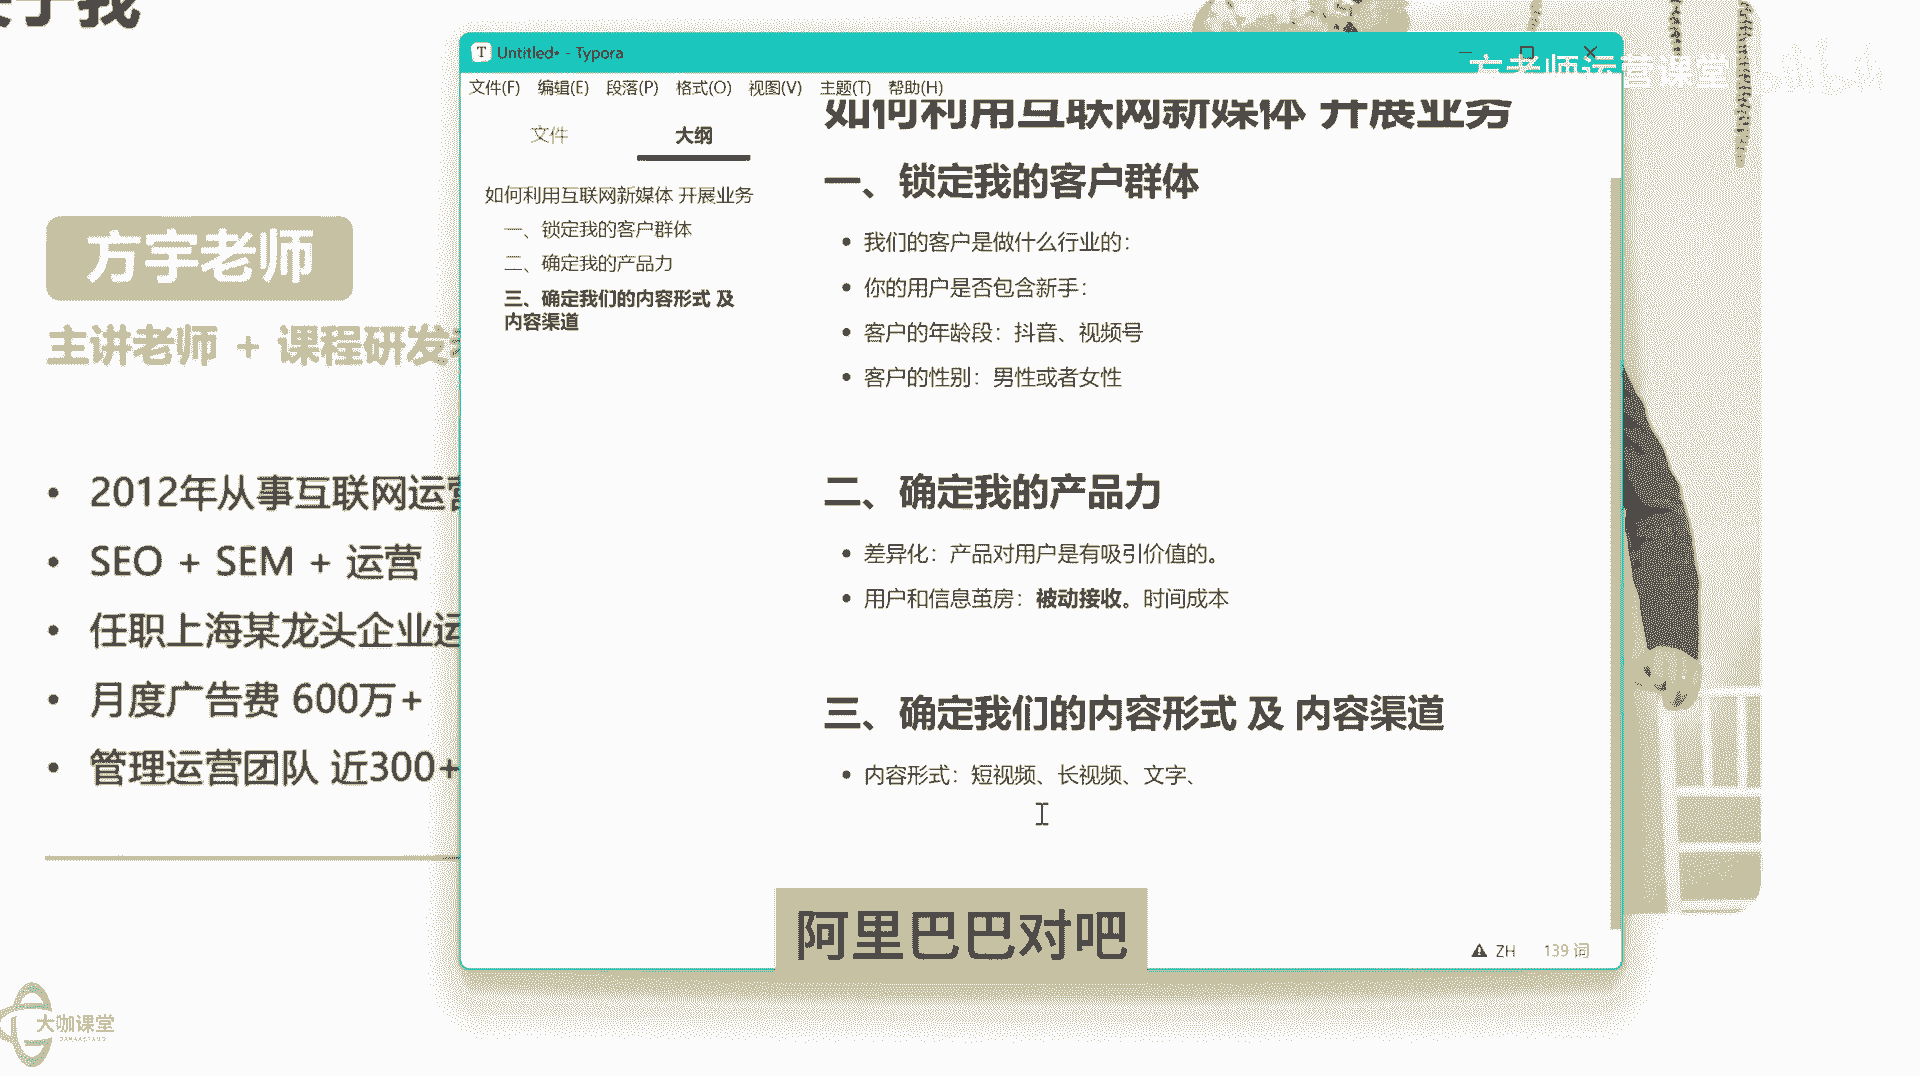 关于我
方宇老师
主讲老师 + 课程研发
2012年从事互联网运营
SEO + SEM + 运营
任职上海某龙头企业运
月度广告费 600万+
管理运营团队 近300+
大咖课堂
Untitled• - Typora
方老师运营课堂
bilibili
文件(F) 编辑(E) 段落(P) 格式(O) 视图(V) 主题(T) 帮助(H)
文件 大纲
如何利用互联网新媒体 开展业务
一、锁定我的客户群体
二、确定我的产品力
三、确定我们的内容形式 及
内容渠道
如何利用互联网新媒体 开展业务
一、锁定我的客户群体
我们的客户是做什么行业的：
你的用户是否包含新手：
客户的年龄段：抖音、视频号
客户的性别：男性或者女性
二、确定我的产品力
差异化：产品对用户是有吸引价值的。
用户和信息茧房：被动接收。时间成本
三、确定我们的内容形式 及 内容渠道
内容形式：短视频、长视频、文字、
阿里巴巴对吧
ZH 139 词